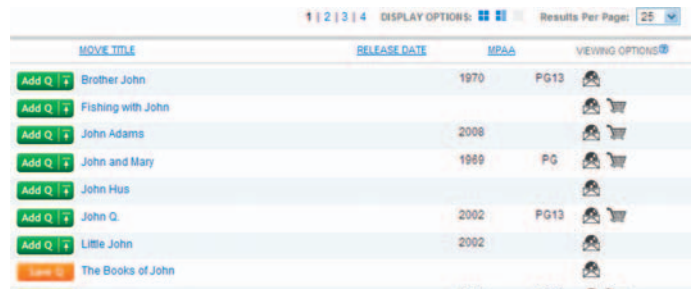 1 | 2 | 3 | 4 DISPLAY OPTIONS: Results Per Page: 25
MOVIE TITLE RELEASE DATE MPAA VIEWING OPTIONS
Add Q Brother John 1970 PG13
Add Q Fishing with John
Add Q John Adams 2008
Add Q John and Mary 1969 PG
Add Q John Hus
Add Q John Q. 2002 PG13
Add Q Little John 2002
Save Q The Books of John